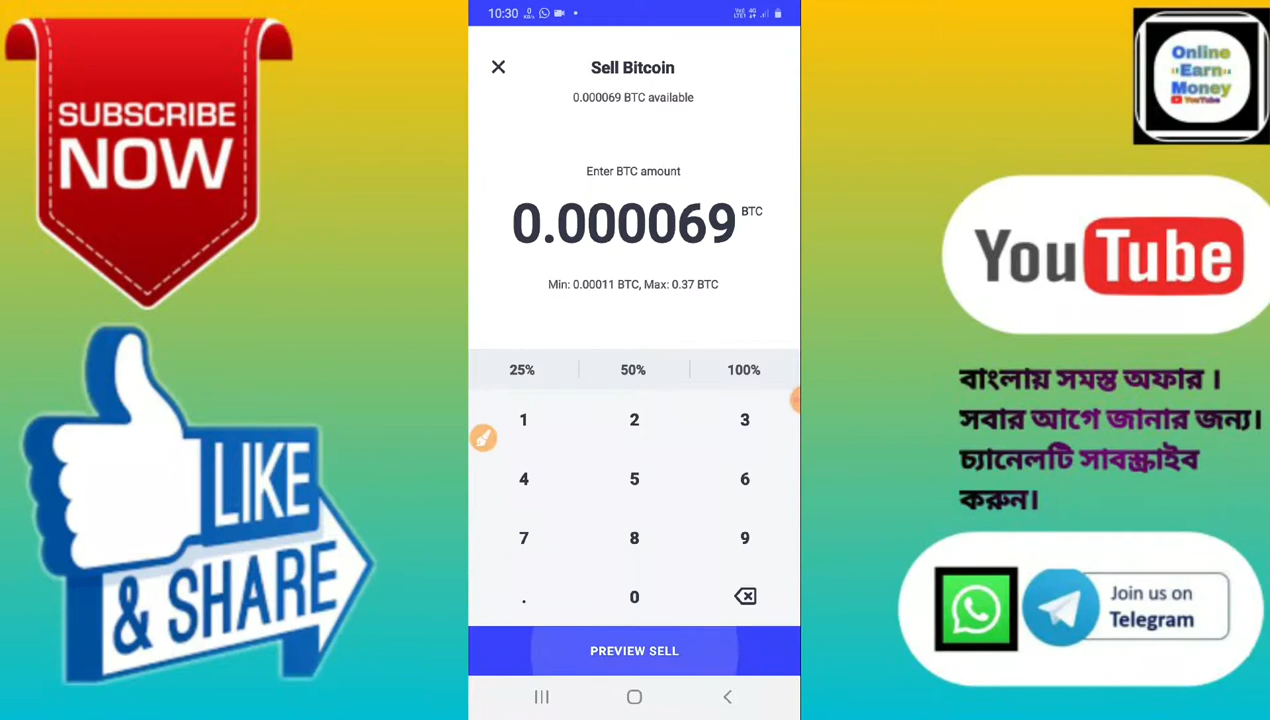 SUBSCRIBE
NOW
LIKE
& SHARE
10:30
Sell Bitcoin
0.000069 BTC available
Enter BTC amount
0.000069 BTC
Min: 0.00011 BTC, Max: 0.37 BTC
25% 50% 100%
1 2 3
4 5 6
7 8 9
. 0
PREVIEW SELL
Online
Earn
Money
YouTube
YouTube
বাংলায় সমস্ত অফার ।
সবার আগে জানার জন্য।
চ্যানেলটি সাবস্ক্রাইব
করুন।
Join us on
Telegram